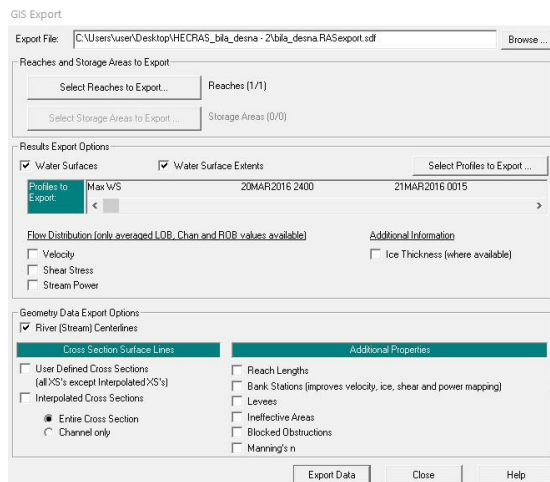 GIS Export
Export File: C:\Users\user\Desktop\HECRAS_bila_desna - 2\bila_desna.RASexport.sdf Browse ...
Reaches and Storage Areas to Export
Select Reaches to Export... Reaches (1/1)
Select Storage Areas to Export ... Storage Areas (0/0)
Results Export Options
Water Surfaces Water Surface Extents Select Profiles to Export ...
Profiles to Export: Max WS 20MAR2016 2400 21MAR2016 0015
Flow Distribution (only averaged LOB, Chan and ROB values available) Additional Information
Velocity Ice Thickness (where available)
Shear Stress
Stream Power
Geometry Data Export Options
River (Stream) Centerlines
Cross Section Surface Lines Additional Properties
User Defined Cross Sections Reach Lengths
(all XS's except Interpolated XS's) Bank Stations (improves velocity, ice, shear and power mapping)
Interpolated Cross Sections Levees
Entire Cross Section Ineffective Areas
Channel only Blocked Obstructions
Manning's n
Export Data Close Help